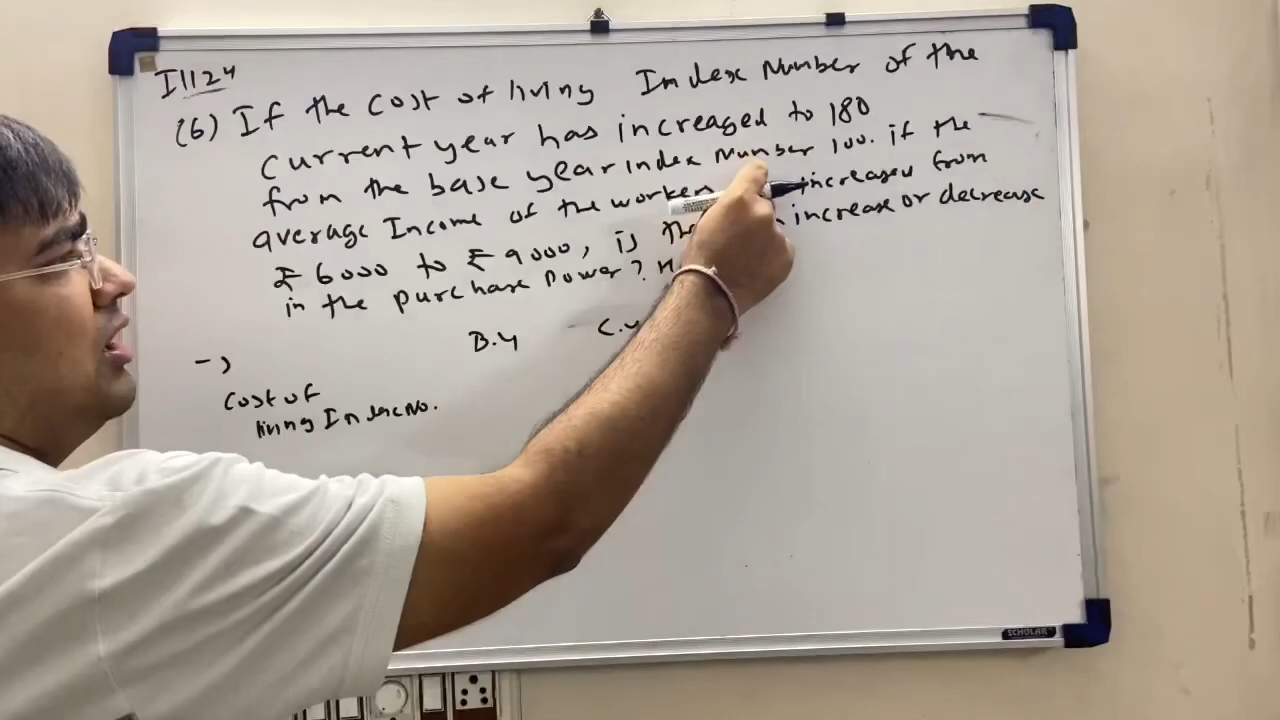 I1124
(6) If the cost of living Index Number of the
current year has increased to 180
from the base year index Number 100. if the
average Income of the worker increased from
₹ 6000 to ₹ 9000, is increase or decrease
in the purchase Power?
B.Y C.Y
->
Cost of
living Index No.
SCHOLAR